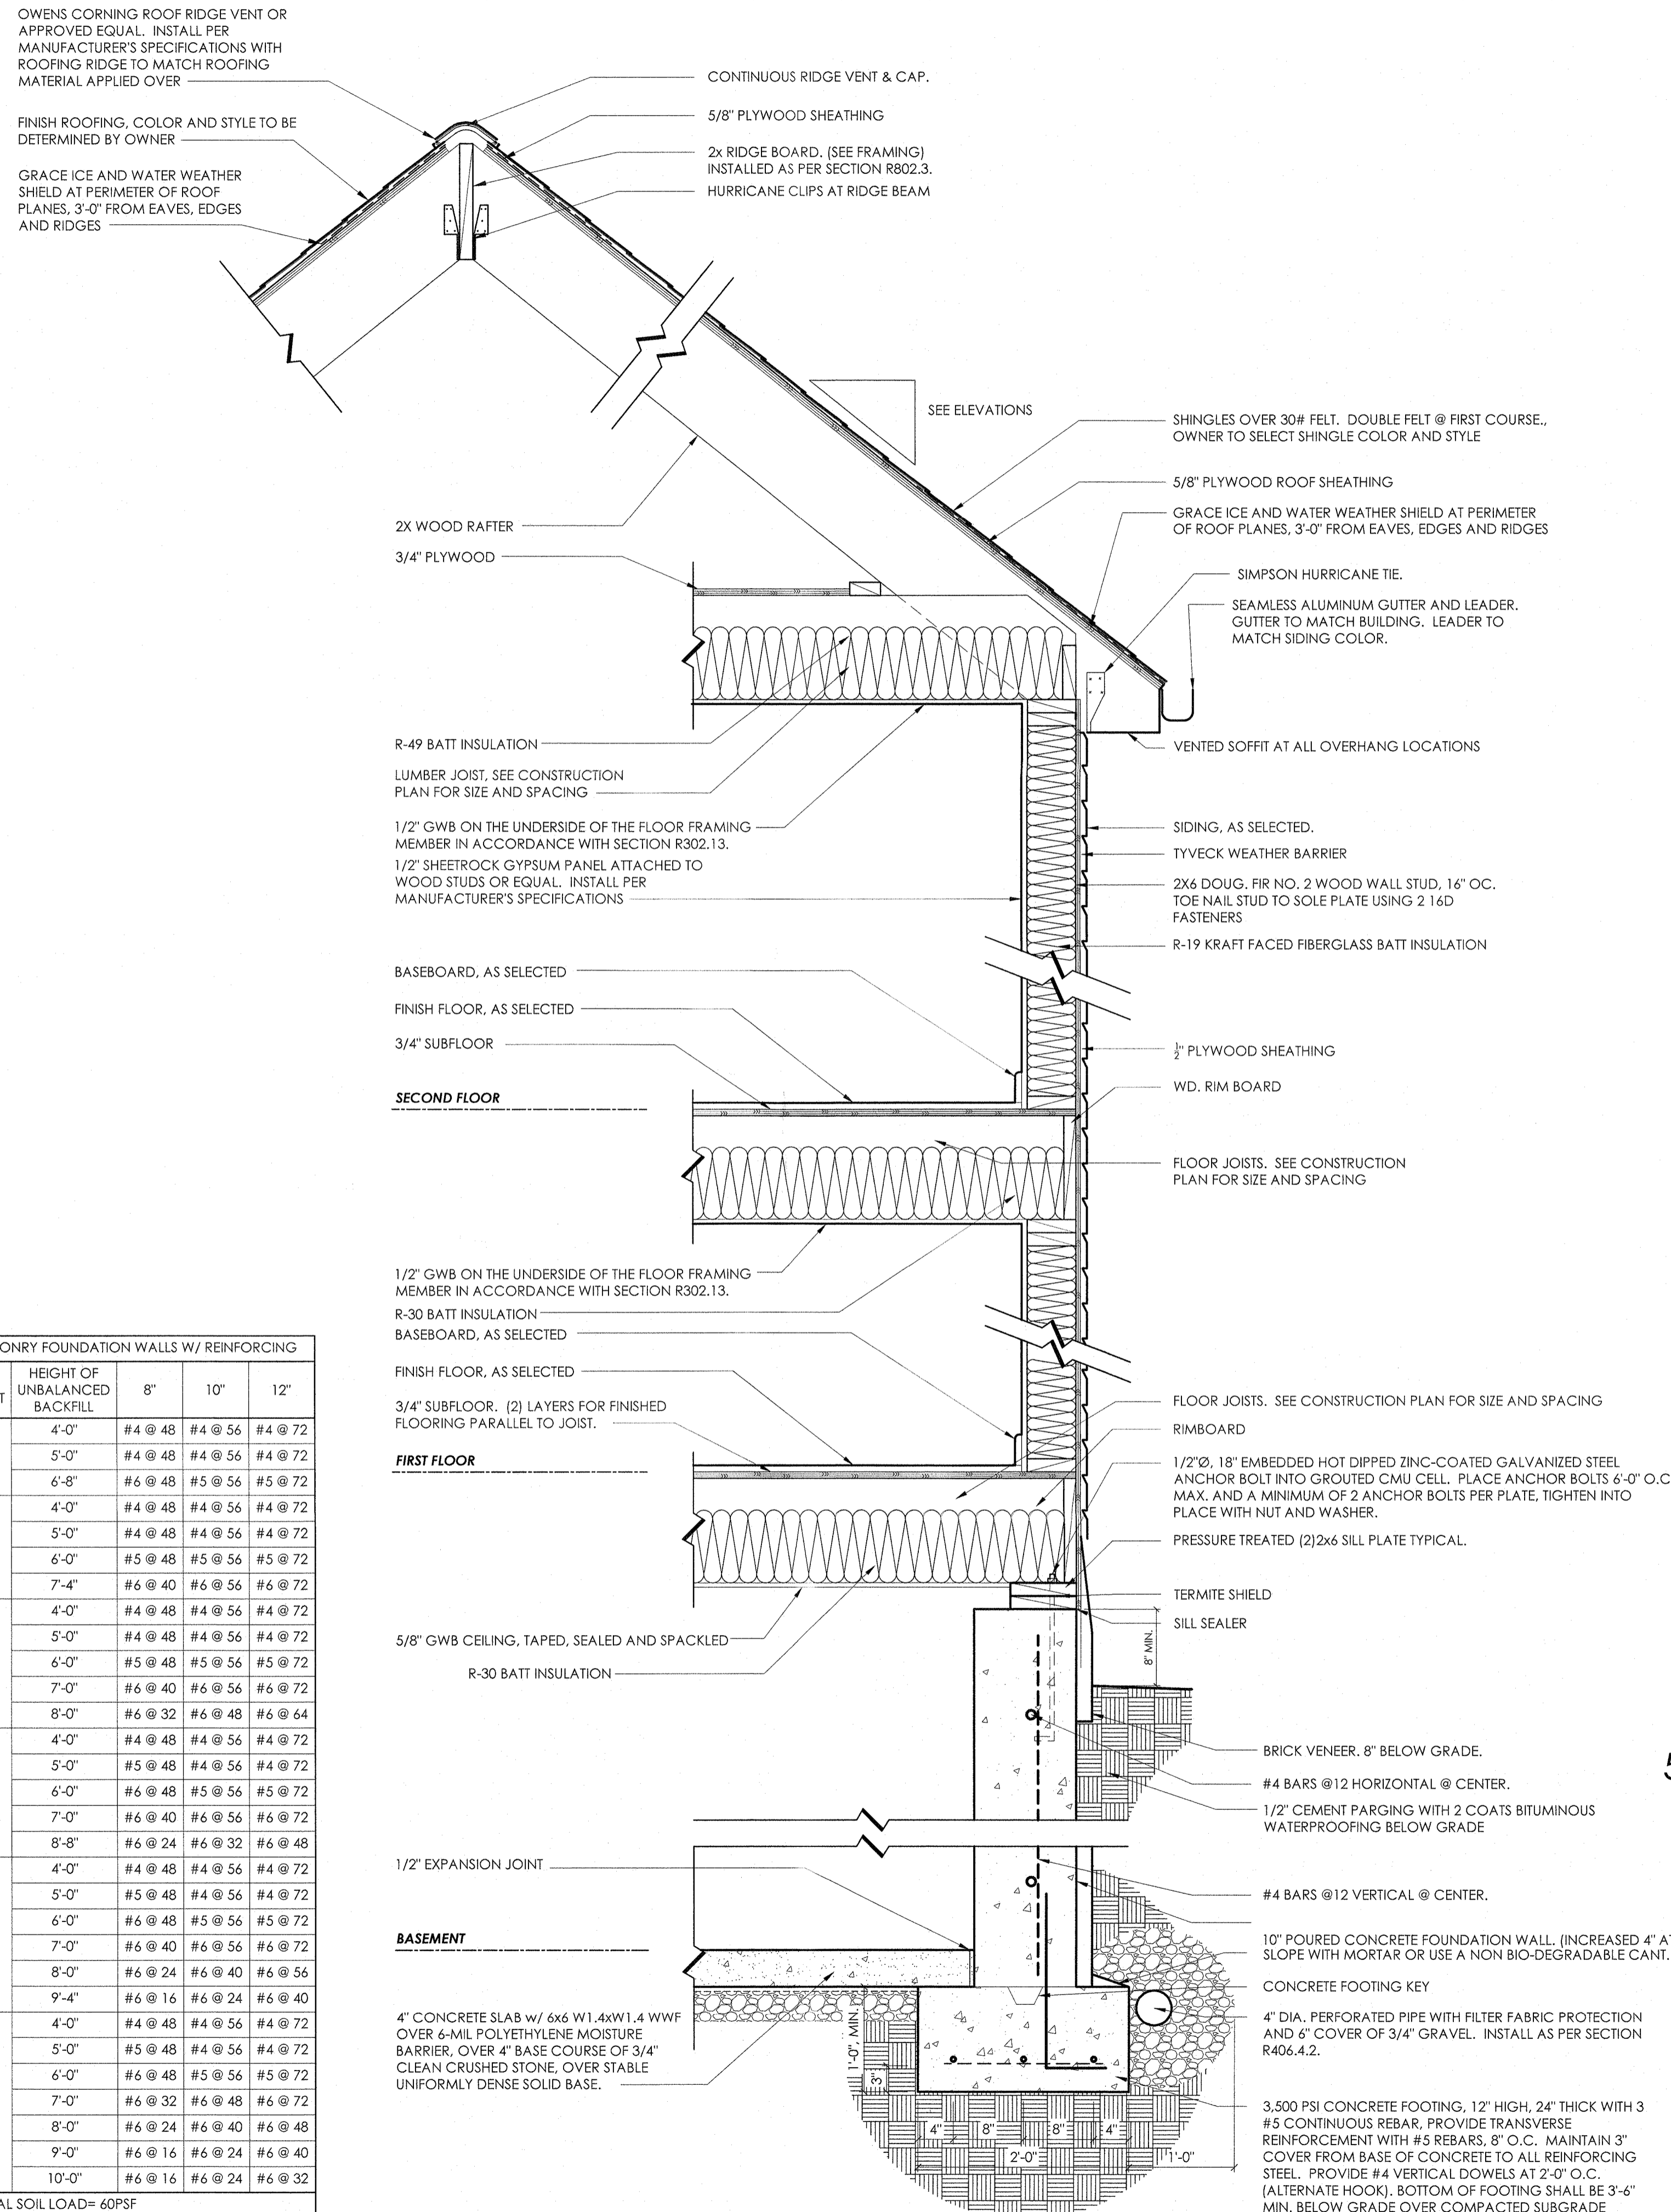 OWENS CORNING ROOF RIDGE VENT OR
APPROVED EQUAL. INSTALL PER
MANUFACTURER'S SPECIFICATIONS WITH
ROOFING RIDGE TO MATCH ROOFING
MATERIAL APPLIED OVER
FINISH ROOFING, COLOR AND STYLE TO BE
DETERMINED BY OWNER
GRACE ICE AND WATER WEATHER
SHIELD AT PERIMETER OF ROOF
PLANES, 3'-0" FROM EAVES, EDGES
AND RIDGES
CONTINUOUS RIDGE VENT & CAP.
5/8" PLYWOOD SHEATHING
2x RIDGE BOARD. (SEE FRAMING)
INSTALLED AS PER SECTION R802.3.
HURRICANE CLIPS AT RIDGE BEAM
SEE ELEVATIONS
SHINGLES OVER 30# FELT. DOUBLE FELT @ FIRST COURSE.,
OWNER TO SELECT SHINGLE COLOR AND STYLE
5/8" PLYWOOD ROOF SHEATHING
GRACE ICE AND WATER WEATHER SHIELD AT PERIMETER
OF ROOF PLANES, 3'-0" FROM EAVES, EDGES AND RIDGES
SIMPSON HURRICANE TIE.
SEAMLESS ALUMINUM GUTTER AND LEADER.
GUTTER TO MATCH BUILDING. LEADER TO
MATCH SIDING COLOR.
VENTED SOFFIT AT ALL OVERHANG LOCATIONS
SIDING, AS SELECTED.
TYVECK WEATHER BARRIER
2X6 DOUG. FIR NO. 2 WOOD WALL STUD, 16" OC.
TOE NAIL STUD TO SOLE PLATE USING 2 16D
FASTENERS
R-19 KRAFT FACED FIBERGLASS BATT INSULATION
½" PLYWOOD SHEATHING
WD. RIM BOARD
FLOOR JOISTS. SEE CONSTRUCTION
PLAN FOR SIZE AND SPACING
2X WOOD RAFTER
3/4" PLYWOOD
R-49 BATT INSULATION
LUMBER JOIST, SEE CONSTRUCTION
PLAN FOR SIZE AND SPACING
1/2" GWB ON THE UNDERSIDE OF THE FLOOR FRAMING
MEMBER IN ACCORDANCE WITH SECTION R302.13.
1/2" SHEETROCK GYPSUM PANEL ATTACHED TO
WOOD STUDS OR EQUAL. INSTALL PER
MANUFACTURER'S SPECIFICATIONS
BASEBOARD, AS SELECTED
FINISH FLOOR, AS SELECTED
3/4" SUBFLOOR
SECOND FLOOR
1/2" GWB ON THE UNDERSIDE OF THE FLOOR FRAMING
MEMBER IN ACCORDANCE WITH SECTION R302.13.
R-30 BATT INSULATION
BASEBOARD, AS SELECTED
FINISH FLOOR, AS SELECTED
3/4" SUBFLOOR. (2) LAYERS FOR FINISHED
FLOORING PARALLEL TO JOIST.
FIRST FLOOR
5/8" GWB CEILING, TAPED, SEALED AND SPACKLED
R-30 BATT INSULATION
1/2" EXPANSION JOINT
BASEMENT
4" CONCRETE SLAB w/ 6x6 W1.4xW1.4 WWF
OVER 6-MIL POLYETHYLENE MOISTURE
BARRIER, OVER 4" BASE COURSE OF 3/4"
CLEAN CRUSHED STONE, OVER STABLE
UNIFORMLY DENSE SOLID BASE.
FLOOR JOISTS. SEE CONSTRUCTION PLAN FOR SIZE AND SPACING
RIMBOARD
1/2"Ø, 18" EMBEDDED HOT DIPPED ZINC-COATED GALVANIZED STEEL
ANCHOR BOLT INTO GROUTED CMU CELL. PLACE ANCHOR BOLTS 6'-0" O.C
MAX. AND A MINIMUM OF 2 ANCHOR BOLTS PER PLATE, TIGHTEN INTO
PLACE WITH NUT AND WASHER.
PRESSURE TREATED (2)2x6 SILL PLATE TYPICAL.
TERMITE SHIELD
SILL SEALER
8" MIN.
BRICK VENEER. 8" BELOW GRADE.
#4 BARS @12 HORIZONTAL @ CENTER.
1/2" CEMENT PARGING WITH 2 COATS BITUMINOUS
WATERPROOFING BELOW GRADE
#4 BARS @12 VERTICAL @ CENTER.
10" POURED CONCRETE FOUNDATION WALL. (INCREASED 4" AT
SLOPE WITH MORTAR OR USE A NON BIO-DEGRADABLE CANT.
CONCRETE FOOTING KEY
4" DIA. PERFORATED PIPE WITH FILTER FABRIC PROTECTION
AND 6" COVER OF 3/4" GRAVEL. INSTALL AS PER SECTION
R406.4.2.
3,500 PSI CONCRETE FOOTING, 12" HIGH, 24" THICK WITH 3
#5 CONTINUOUS REBAR, PROVIDE TRANSVERSE
REINFORCEMENT WITH #5 REBARS, 8" O.C. MAINTAIN 3"
COVER FROM BASE OF CONCRETE TO ALL REINFORCING
STEEL. PROVIDE #4 VERTICAL DOWELS AT 2'-0" O.C.
(ALTERNATE HOOK). BOTTOM OF FOOTING SHALL BE 3'-6"
MIN. BELOW GRADE OVER COMPACTED SUBGRADE
1'-0" MIN.
3"
4" 8" 8" 4"
2'-0" 1'-0"
5
ONRY FOUNDATION WALLS W/ REINFORCING
T HEIGHT OF UNBALANCED BACKFILL 8" 10" 12"
4'-0" #4 @ 48 #4 @ 56 #4 @ 72
5'-0" #4 @ 48 #4 @ 56 #4 @ 72
6'-8" #6 @ 48 #5 @ 56 #5 @ 72
4'-0" #4 @ 48 #4 @ 56 #4 @ 72
5'-0" #4 @ 48 #4 @ 56 #4 @ 72
6'-0" #5 @ 48 #5 @ 56 #5 @ 72
7'-4" #6 @ 40 #6 @ 56 #6 @ 72
4'-0" #4 @ 48 #4 @ 56 #4 @ 72
5'-0" #4 @ 48 #4 @ 56 #4 @ 72
6'-0" #5 @ 48 #5 @ 56 #5 @ 72
7'-0" #6 @ 40 #6 @ 56 #6 @ 72
8'-0" #6 @ 32 #6 @ 48 #6 @ 64
4'-0" #4 @ 48 #4 @ 56 #4 @ 72
5'-0" #5 @ 48 #4 @ 56 #4 @ 72
6'-0" #6 @ 48 #5 @ 56 #5 @ 72
7'-0" #6 @ 40 #6 @ 56 #6 @ 72
8'-8" #6 @ 24 #6 @ 32 #6 @ 48
4'-0" #4 @ 48 #4 @ 56 #4 @ 72
5'-0" #5 @ 48 #4 @ 56 #4 @ 72
6'-0" #6 @ 48 #5 @ 56 #5 @ 72
7'-0" #6 @ 40 #6 @ 56 #6 @ 72
8'-0" #6 @ 24 #6 @ 40 #6 @ 56
9'-4" #6 @ 16 #6 @ 24 #6 @ 40
4'-0" #4 @ 48 #4 @ 56 #4 @ 72
5'-0" #5 @ 48 #4 @ 56 #4 @ 72
6'-0" #6 @ 48 #5 @ 56 #5 @ 72
7'-0" #6 @ 32 #6 @ 48 #6 @ 72
8'-0" #6 @ 24 #6 @ 40 #6 @ 48
9'-0" #6 @ 16 #6 @ 24 #6 @ 40
10'-0" #6 @ 16 #6 @ 24 #6 @ 32
AL SOIL LOAD= 60PSF